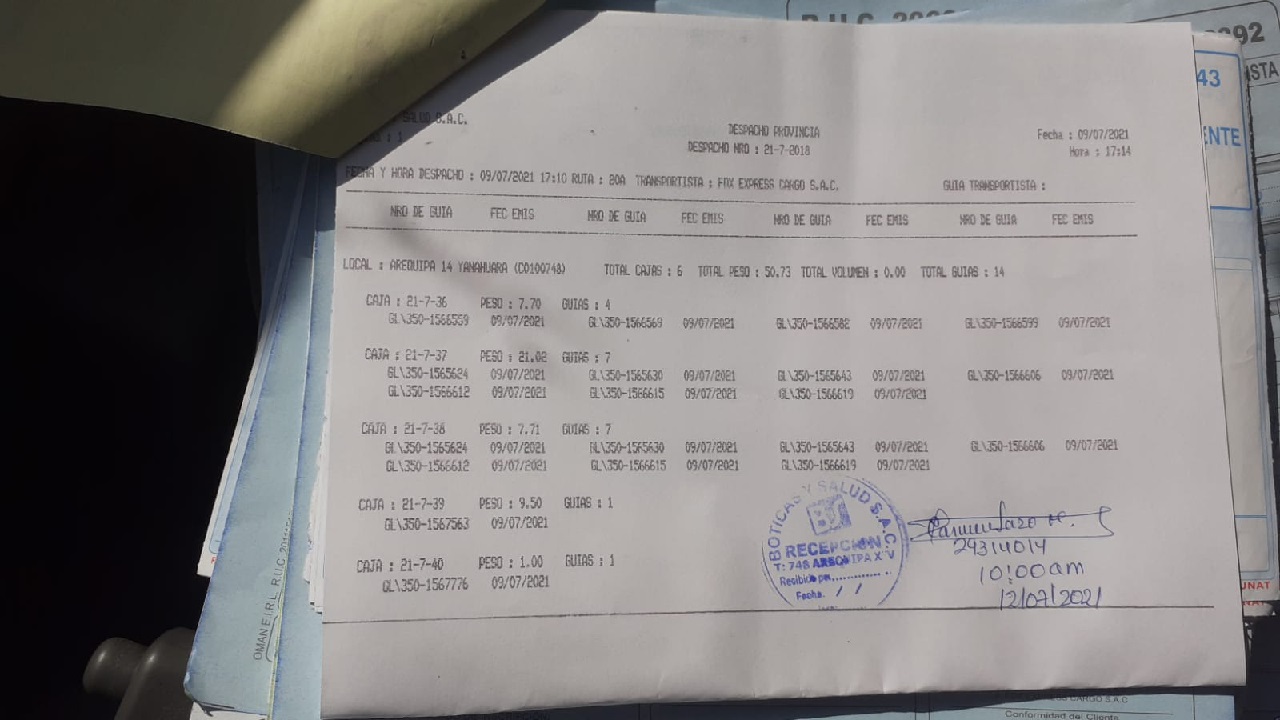 SALUD S.A.C.
DESPACHO PROVINCIA
Fecha : 09/07/2021
DESPACHO NRO : 21-7-2018
Hora : 17:14
FECHA Y HORA DESPACHO : 09/07/2021 17:10 RUTA : 20A TRANSPORTISTA : FOX EXPRESS CARGO S.A.C. GUIA TRANSPORTISTA :
NRO DE GUIA FEC EMIS NRO DE GUIA FEC EMIS NRO DE GUIA FEC EMIS NRO DE GUIA FEC EMIS
LOCAL : AREQUIPA 14 YANAHUARA (C0100748) TOTAL CAJAS : 6 TOTAL PESO : 50.73 TOTAL VOLUMEN : 0.00 TOTAL GUIAS : 14
CAJA : 21-7-36 PESO : 7.70 GUIAS : 4
GL\350-1566559 09/07/2021 GL\350-1566569 09/07/2021 GL\350-1566582 09/07/2021 GL\350-1566599 09/07/2021
CAJA : 21-7-37 PESO : 21.02 GUIAS : 7
GL\350-1565624 09/07/2021 GL\350-1565630 09/07/2021 GL\350-1565643 09/07/2021 GL\350-1566606 09/07/2021
GL\350-1566612 09/07/2021 GL\350-1566615 09/07/2021 GL\350-1566619 09/07/2021
CAJA : 21-7-38 PESO : 7.71 GUIAS : 7
GL\350-1565624 09/07/2021 GL\350-1565630 09/07/2021 GL\350-1565643 09/07/2021 GL\350-1566606 09/07/2021
GL\350-1566612 09/07/2021 GL\350-1566615 09/07/2021 GL\350-1566619 09/07/2021
CAJA : 21-7-39 PESO : 9.50 GUIAS : 1
GL\350-1567563 09/07/2021
CAJA : 21-7-40 PESO : 1.00 GUIAS : 1
GL\350-1567776 09/07/2021
BOTICAS Y SALUD S.A.C.
RECEPCION
T: 748 AREQUIPA X
Recibido por..............
Fecha. / /
24314014
10:00am
12/07/2021
R.U.C.
43
ENTE
Conformidad del Cliente